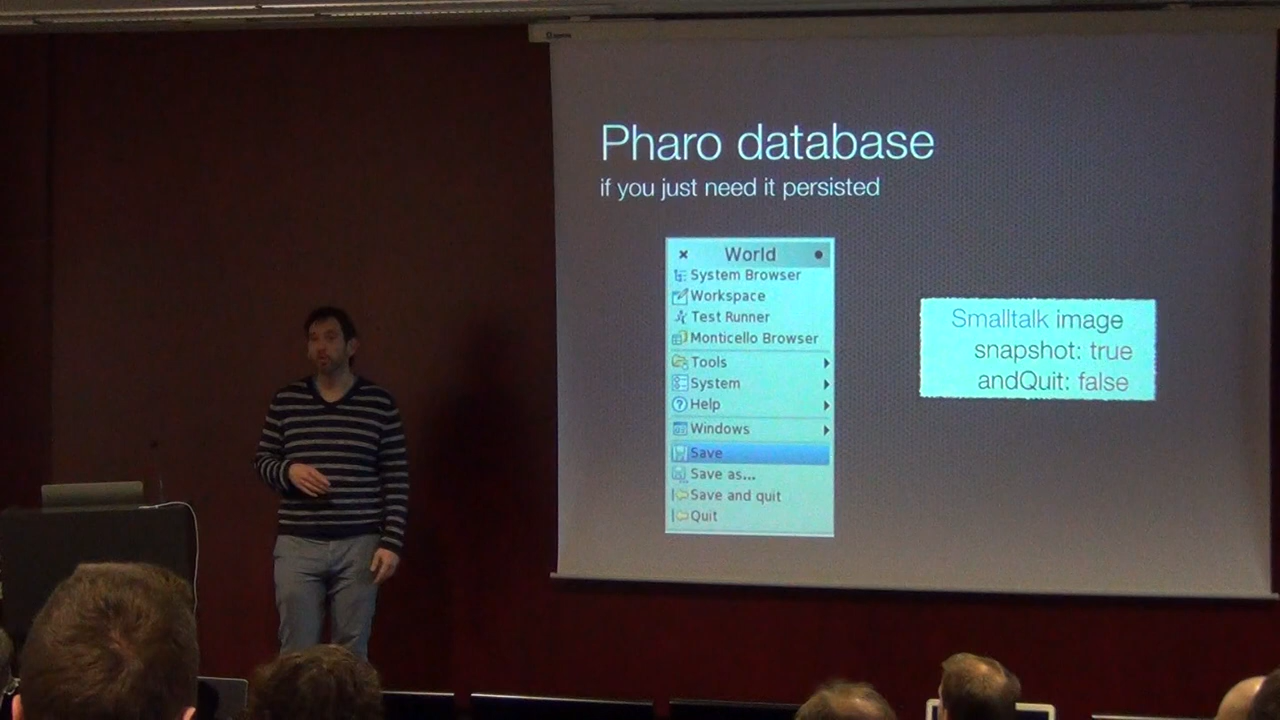 Pharo database
if you just need it persisted
World
System Browser
Workspace
Test Runner
Monticello Browser
Tools
System
Help
Windows
Save
Save as...
Save and quit
Quit
Smalltalk image
snapshot: true
andQuit: false